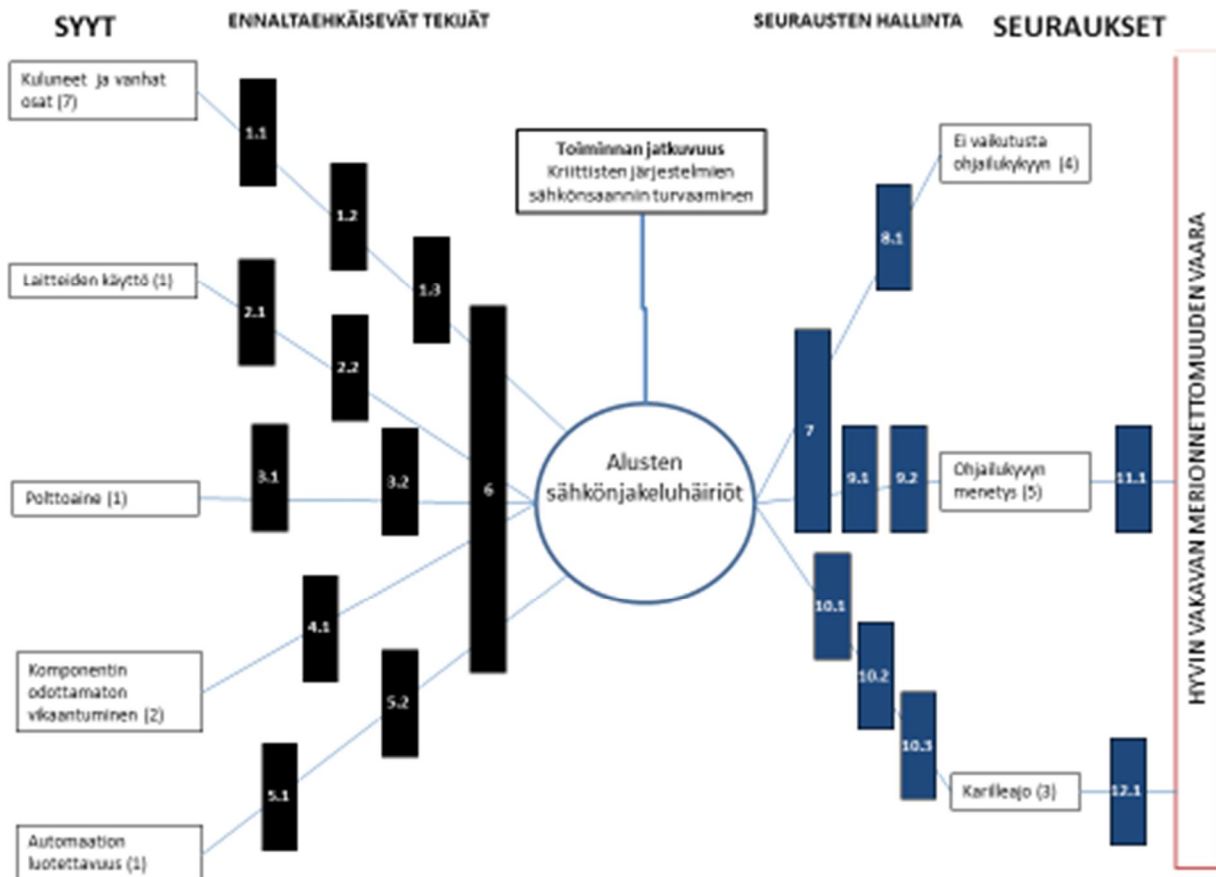 SYYT
ENNALTAEHKÄISEVÄT TEKIJÄT
SEURAUSTEN HALLINTA
SEURAUKSET
Kuluneet ja vanhat
osat (7)
1.1
1.2
1.3
Laitteiden käyttö (1)
2.1
2.2
Polttoaine (1)
3.1
3.2
6
Komponentin
odottamaton
vikaantuminen (2)
4.1
Automaation
luotettavuus (1)
5.1
5.2
Toiminnan jatkuvuus
Kriittisten järjestelmien
sähkönsaannin turvaaminen
Alusten
sähkönjakeluhäiriöt
7
8.1
Ei vaikutusta
ohjailukykyyn (4)
9.1
9.2
Ohjailukyvyn
menetys (5)
11.1
10.1
10.2
10.3
Karilleajo (3)
12.1
HYVIN VAKAVAN MERIONNETTOMUUDEN VAARA